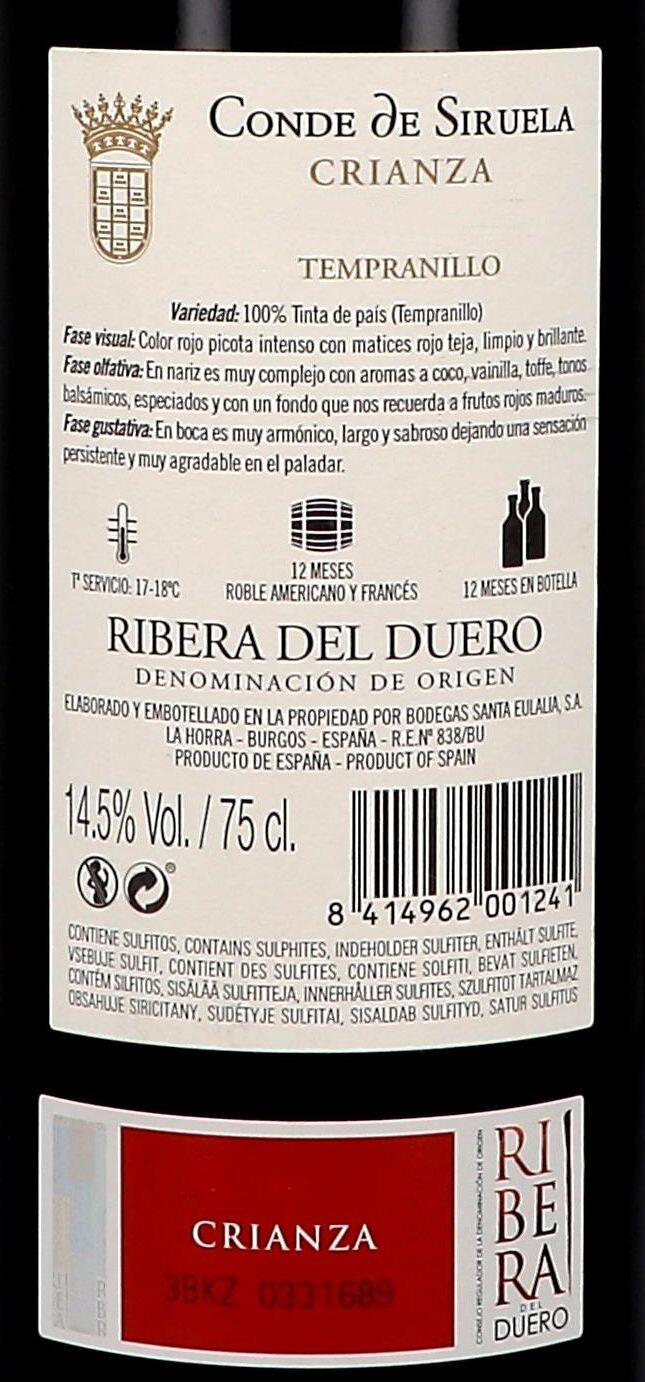 CONDE DE SIRUELA
CRIANZA
TEMPRANILLO
Variedad: 100% Tinta de país (Tempranillo)
Fase visual: Color rojo picota intenso con matices rojo teja, limpio y brillante.
Fase olfativa: En nariz es muy complejo con aromas a coco, vainilla, toffe, tonos
balsámicos, especiados y con un fondo que nos recuerda a frutos rojos maduros.
Fase gustativa: En boca es muy armónico, largo y sabroso dejando una sensación
persistente y muy agradable en el paladar.
Tª SERVICIO: 17-18ºC
12 MESES
ROBLE AMERICANO Y FRANCÉS
12 MESES EN BOTELLA
RIBERA DEL DUERO
DENOMINACIÓN DE ORIGEN
ELABORADO Y EMBOTELLADO EN LA PROPIEDAD POR BODEGAS SANTA EULALIA, S.A.
LA HORRA - BURGOS - ESPAÑA - R.E.Nº 838/BU
PRODUCTO DE ESPAÑA - PRODUCT OF SPAIN
14.5% Vol. / 75 cl.
®
8 414962 001241
CONTIENE SULFITOS, CONTAINS SULPHITES, INDEHOLDER SULFITER, ENTHÄLT SULFITE,
VSEBUJE SULFIT, CONTIENT DES SULFITES, CONTIENE SOLFITI, BEVAT SULFIETEN,
CONTÉM SILFITOS, SISÄLÄÄ SULFITTEJA, INNERHÅLLER SULFITES, SZULFITOT TARTALMAZ
OBSAHUJE SIRICITANY, SUDĖTYJE SULFITAI, SISALDAB SULFITYD, SATUR SULFITUS
CRIANZA
3BKZ 0331689
CONSEJO REGULADOR DE LA DENOMINACIÓN DE ORIGEN
RI
BE
RA
DEL
DUERO